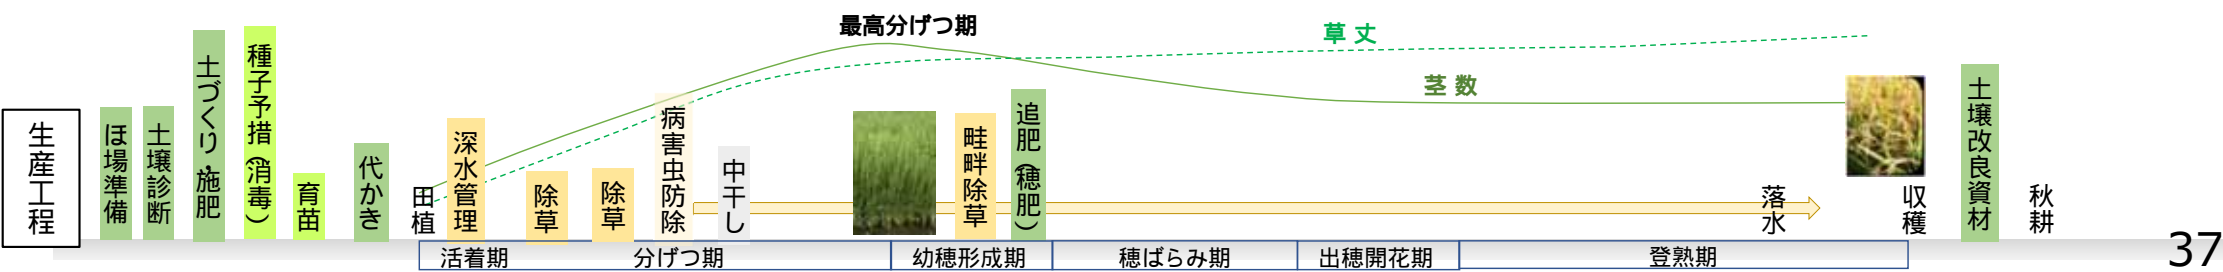 最高分げつ期
草丈
茎数
生産工程
ほ場準備
土壌診断
土づくり・施肥
種子予措(消毒)
育苗
代かき
田植
深水管理
除草
除草
病害虫防除
中干し
畦畔除草
追肥(穂肥)
落水
収穫
土壌改良資材
秋耕
活着期
分げつ期
幼穂形成期
穂ばらみ期
出穂開花期
登熟期
37